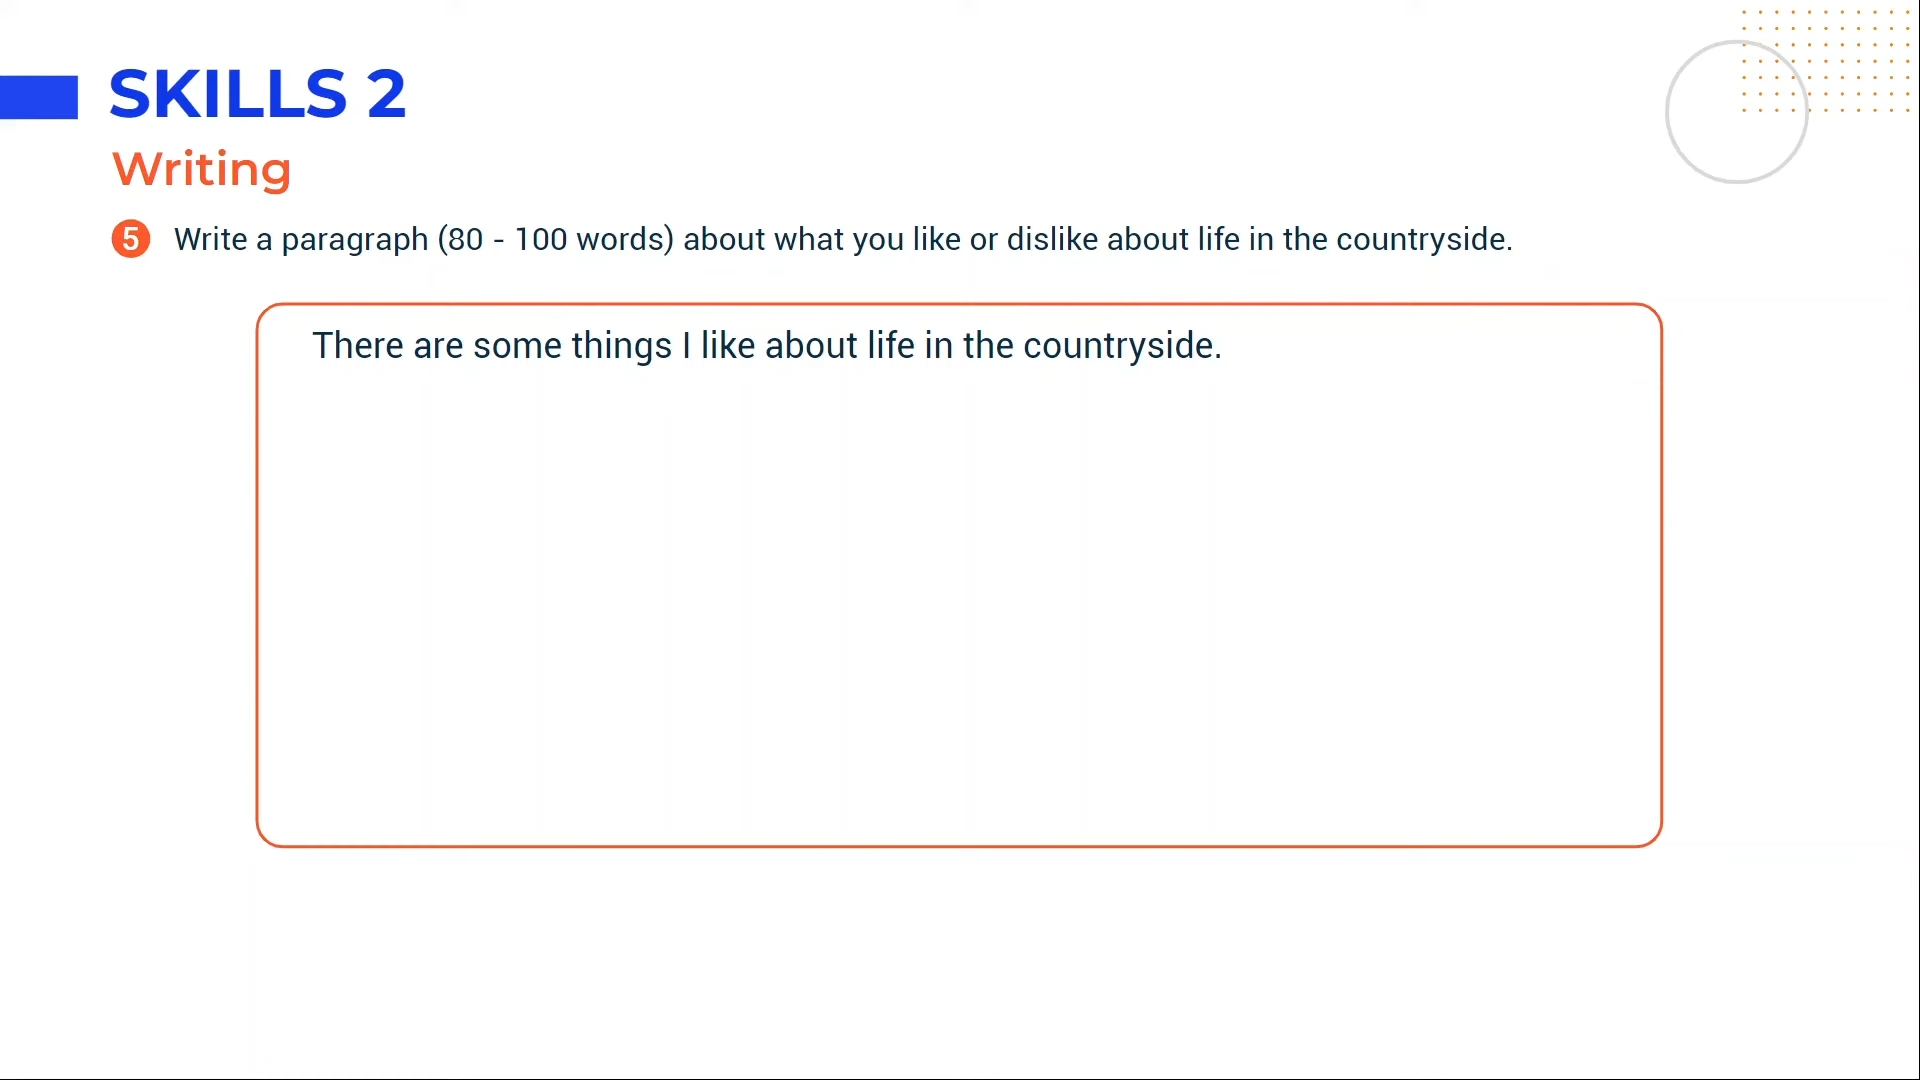 SKILLS 2
Writing
5 Write a paragraph (80 - 100 words) about what you like or dislike about life in the countryside.
There are some things I like about life in the countryside.